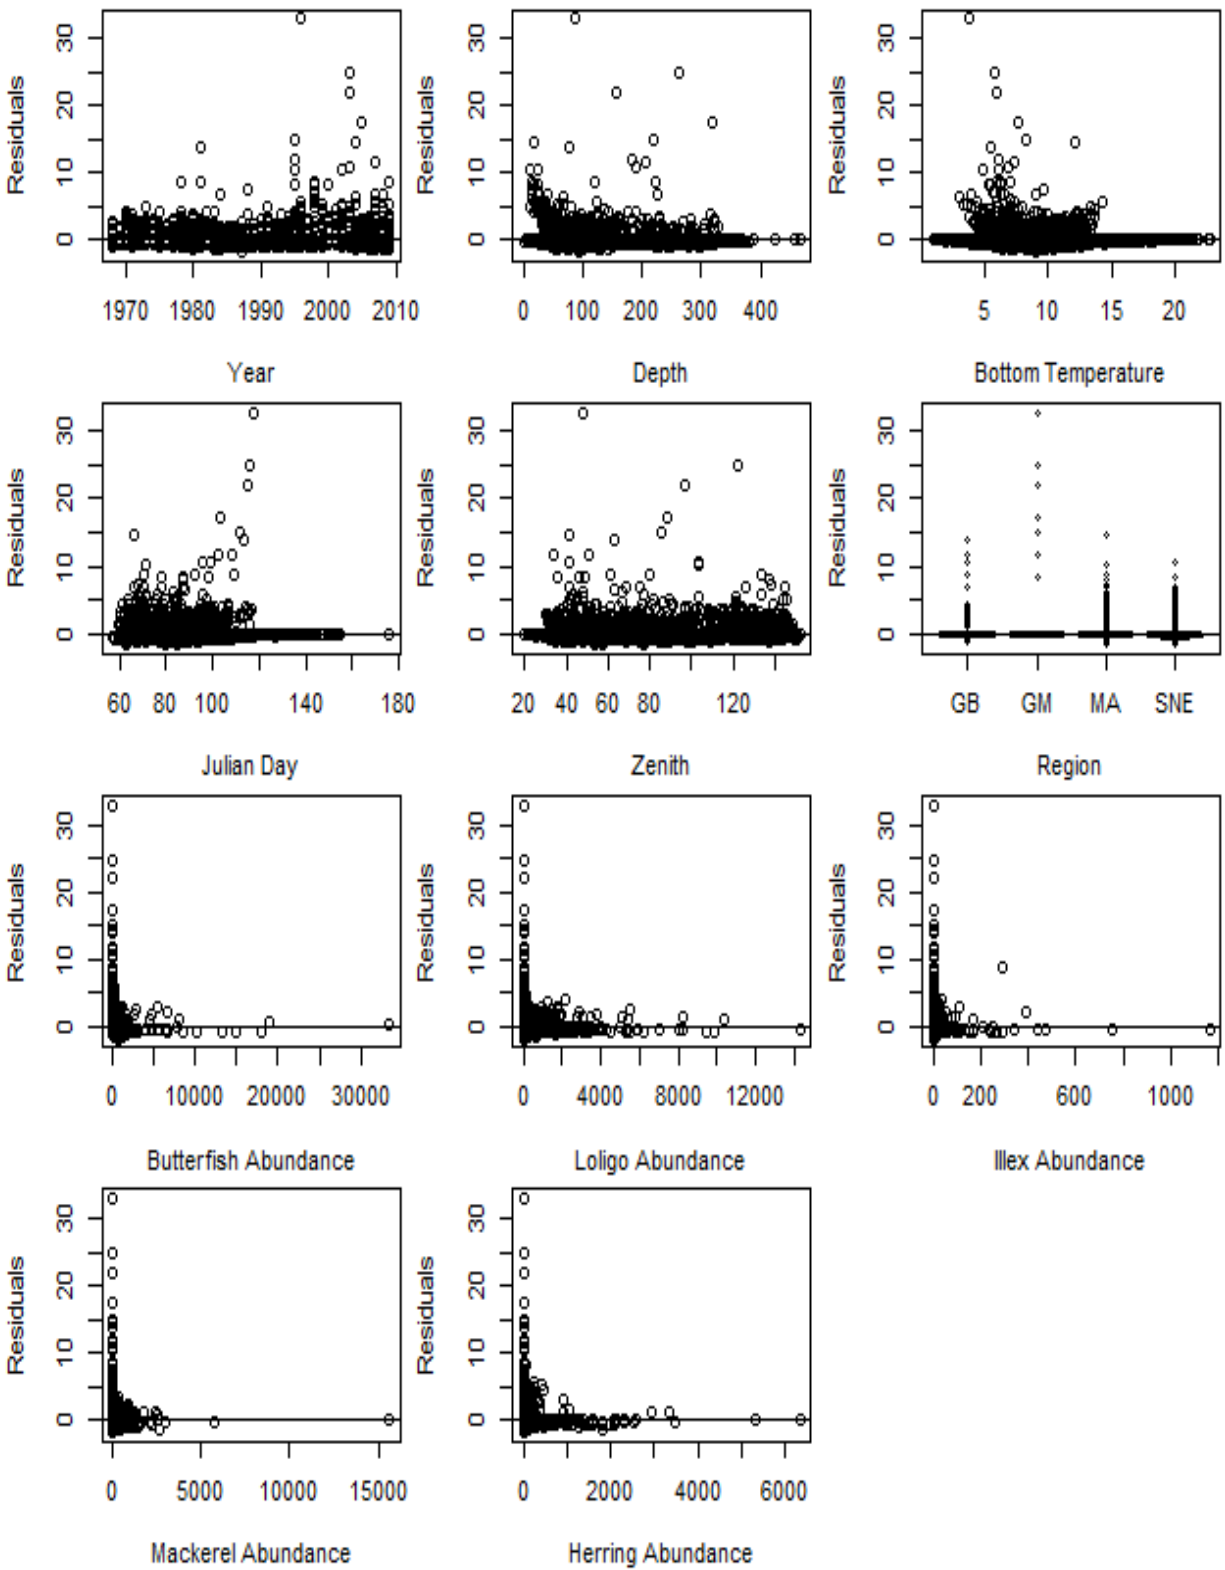 Residuals
0 10 20 30
1970 1980 1990 2000 2010
Year
Residuals
0 10 20 30
0 100 200 300 400
Depth
Residuals
0 10 20 30
5 10 15 20
Bottom Temperature
Residuals
0 10 20 30
60 80 100 140 180
Julian Day
Residuals
0 10 20 30
20 40 60 80 120
Zenith
Residuals
0 10 20 30
GB GM MA SNE
Region
Residuals
0 10 20 30
0 10000 20000 30000
Butterfish Abundance
Residuals
0 10 20 30
0 4000 8000 12000
Loligo Abundance
Residuals
0 10 20 30
0 200 600 1000
Illex Abundance
Residuals
0 10 20 30
0 5000 10000 15000
Mackerel Abundance
Residuals
0 10 20 30
0 2000 4000 6000
Herring Abundance